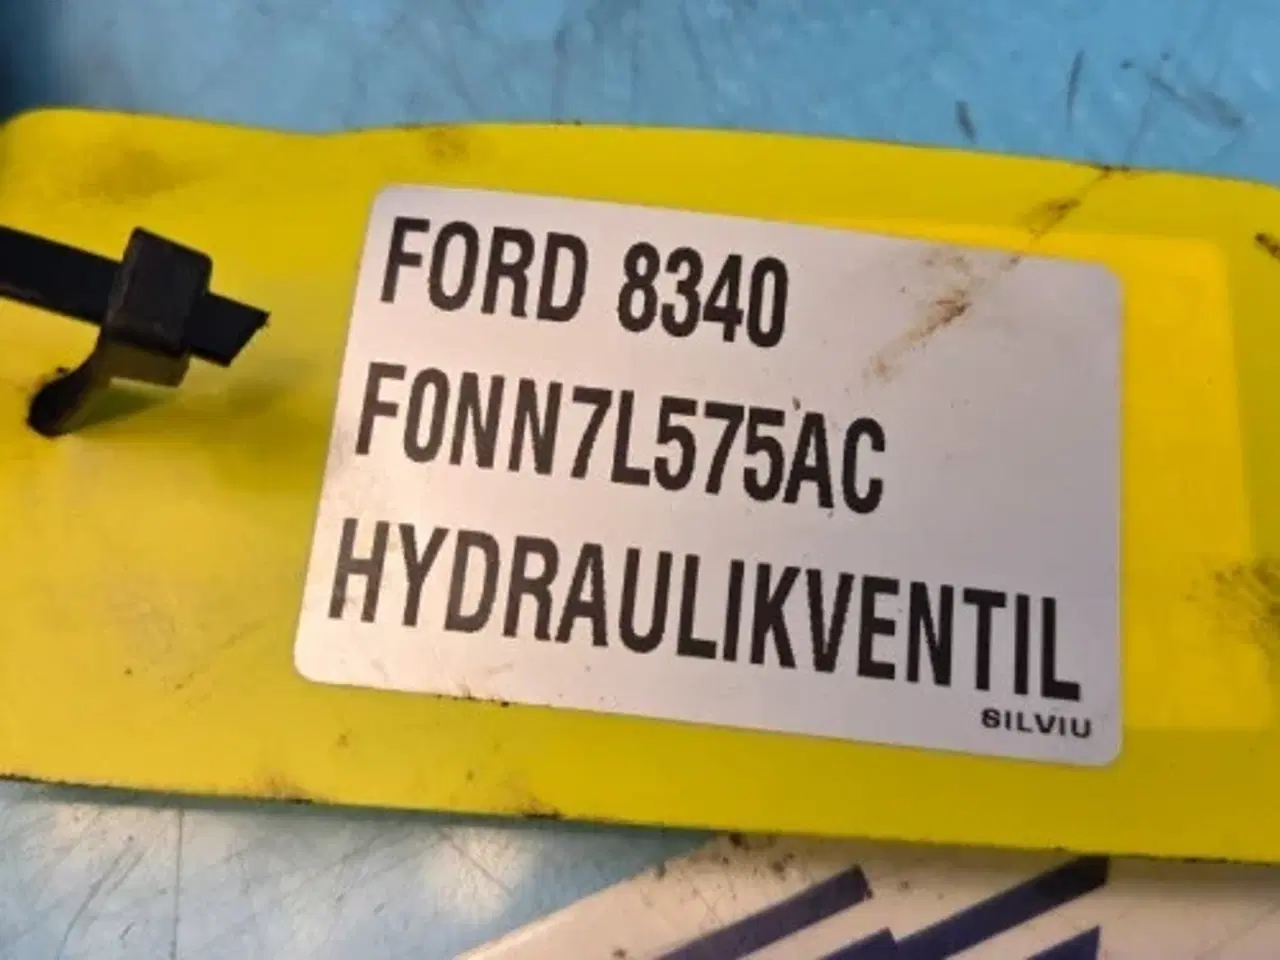 FORD 8340
F0NN7L575AC
HYDRAULIKVENTIL
SILVIU